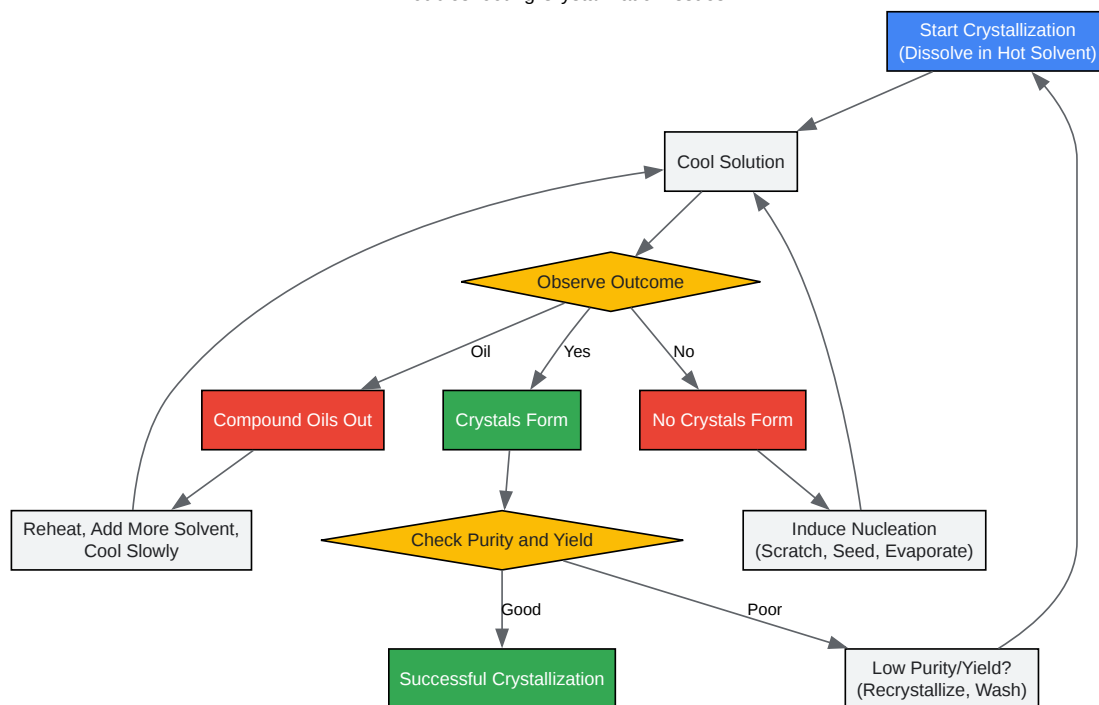 Start Crystallization
(Dissolve in Hot Solvent)
Cool Solution
Observe Outcome
Oil
Yes
No
Compound Oils Out
Crystals Form
No Crystals Form
Reheat, Add More Solvent,
Cool Slowly
Check Purity and Yield
Induce Nucleation
(Scratch, Seed, Evaporate)
Good
Poor
Successful Crystallization
Low Purity/Yield?
(Recrystallize, Wash)